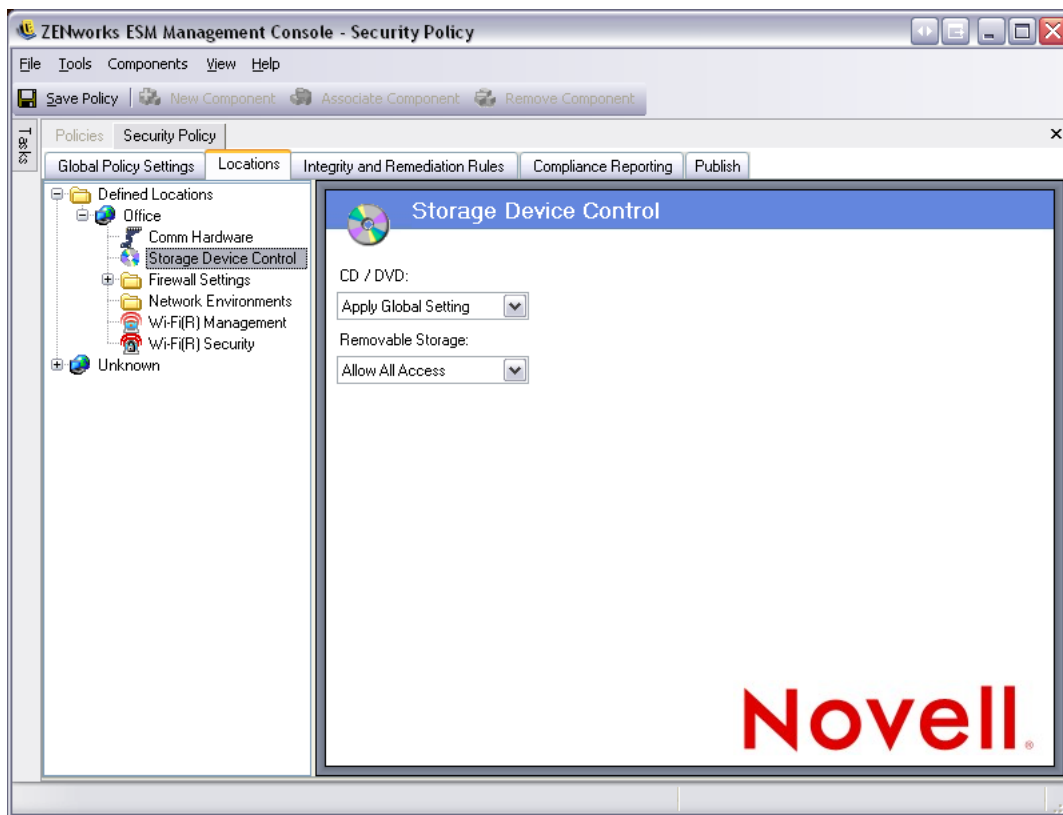 ZENworks ESM Management Console - Security Policy
File Tools Components View Help
Save Policy New Component Associate Component Remove Component
Tasks
Policies Security Policy
Global Policy Settings Locations Integrity and Remediation Rules Compliance Reporting Publish
Defined Locations
Office
Comm Hardware
Storage Device Control
Firewall Settings
Network Environments
Wi-Fi(R) Management
Wi-Fi(R) Security
Unknown
Storage Device Control
CD / DVD:
Apply Global Setting
Removable Storage:
Allow All Access
Novell®